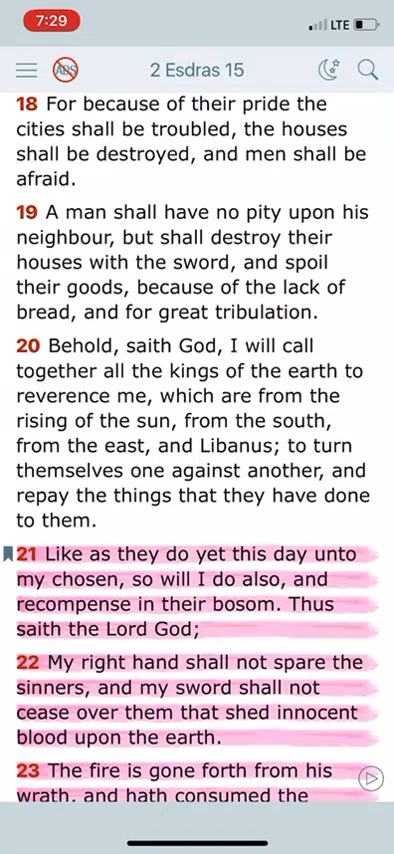 7:29
LTE
ADS
2 Esdras 15
18 For because of their pride the
cities shall be troubled, the houses
shall be destroyed, and men shall be
afraid.
19 A man shall have no pity upon his
neighbour, but shall destroy their
houses with the sword, and spoil
their goods, because of the lack of
bread, and for great tribulation.
20 Behold, saith God, I will call
together all the kings of the earth to
reverence me, which are from the
rising of the sun, from the south,
from the east, and Libanus; to turn
themselves one against another, and
repay the things that they have done
to them.
21 Like as they do yet this day unto
my chosen, so will I do also, and
recompense in their bosom. Thus
saith the Lord God;
22 My right hand shall not spare the
sinners, and my sword shall not
cease over them that shed innocent
blood upon the earth.
23 The fire is gone forth from his
wrath, and hath consumed the